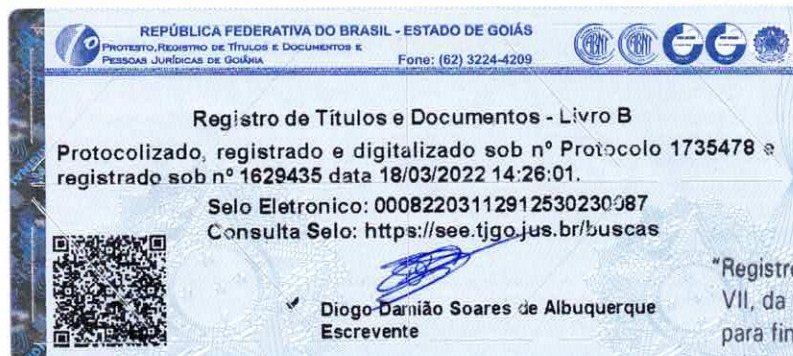 REPÚBLICA FEDERATIVA DO BRASIL - ESTADO DE GOIÁS
PROTESTO, REGISTRO DE TÍTULOS E DOCUMENTOS E
PESSOAS JURÍDICAS DE GOIÂNIA
Fone: (62) 3224-4209
ABNT
ABNT
Registro de Títulos e Documentos - Livro B
Protocolizado, registrado e digitalizado sob nº Protocolo 1735478 e
registrado sob nº 1629435 data 18/03/2022 14:26:01.
Selo Eletronico: 00082203112912530230087
Consulta Selo: https://see.tjgo.jus.br/buscas
"Registro
VII, da
para fin
Diogo Damião Soares de Albuquerque
Escrevente